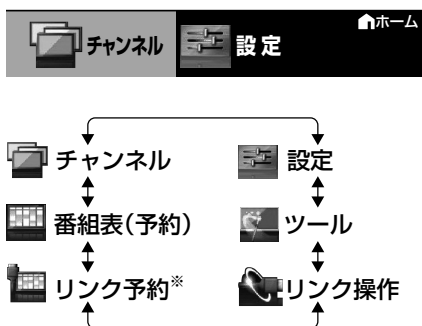 チャンネル 設定 ホーム
チャンネル 設定
番組表(予約) ツール
リンク予約※ リンク操作